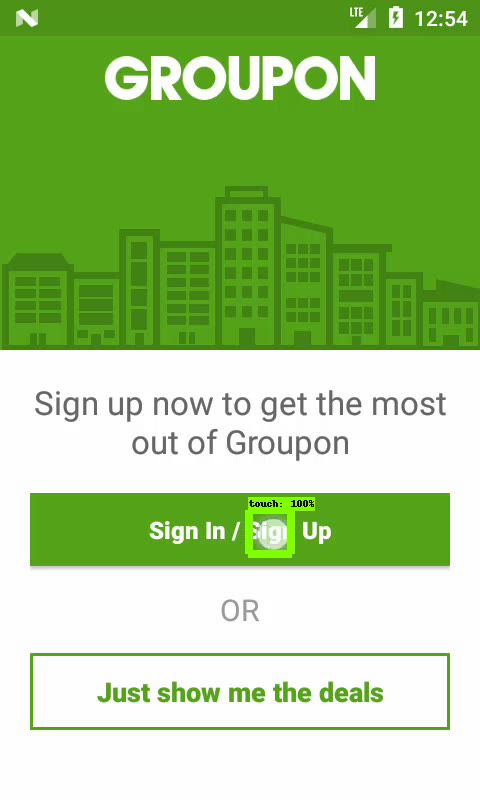 LTE 12:54
GROUPON
Sign up now to get the most
out of Groupon
touch: 100%
Sign In / Sign Up
OR
Just show me the deals